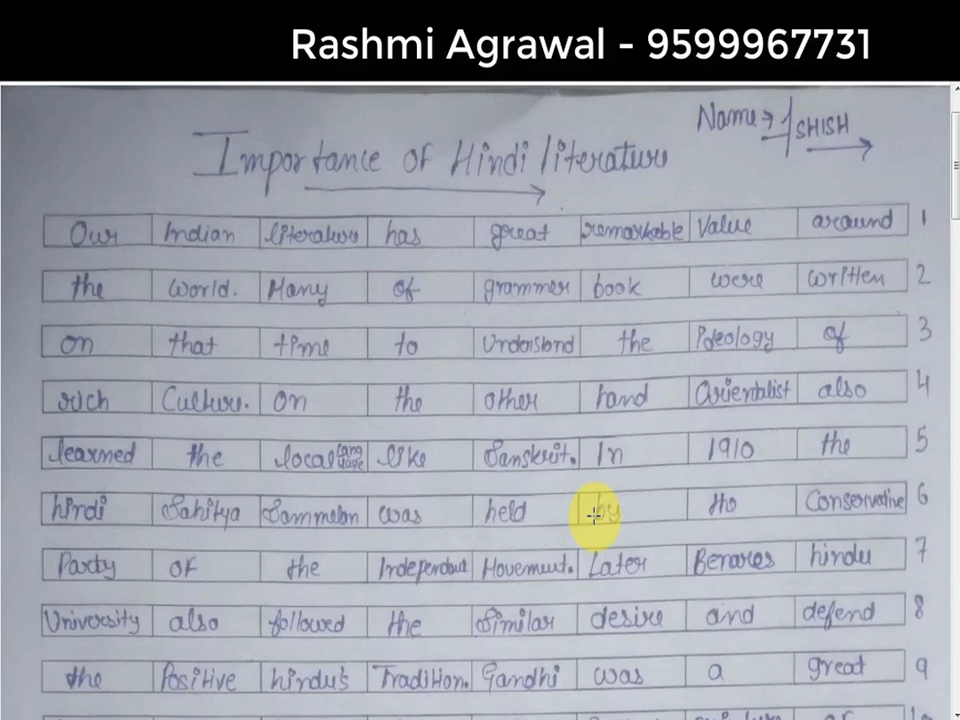 Rashmi Agrawal - 9599967731
Name → ASHISH
Importance of Hindi literature
Our Indian literature has great remarkable Value around 1
the world. Many of grammer book were written 2
on that time to Understand the Ideology of 3
rich Culture. on the other hand Orientalist also 4
learned the local language like Sanskrit. In 1910 the 5
hindi Sahitya Sammelan was held by the Conservative 6
Party of the Independent Movement. Later Benares hindu 7
University also followed the Similar desire and defend 8
the Positive hindu's Tradition. Gandhi was a great 9